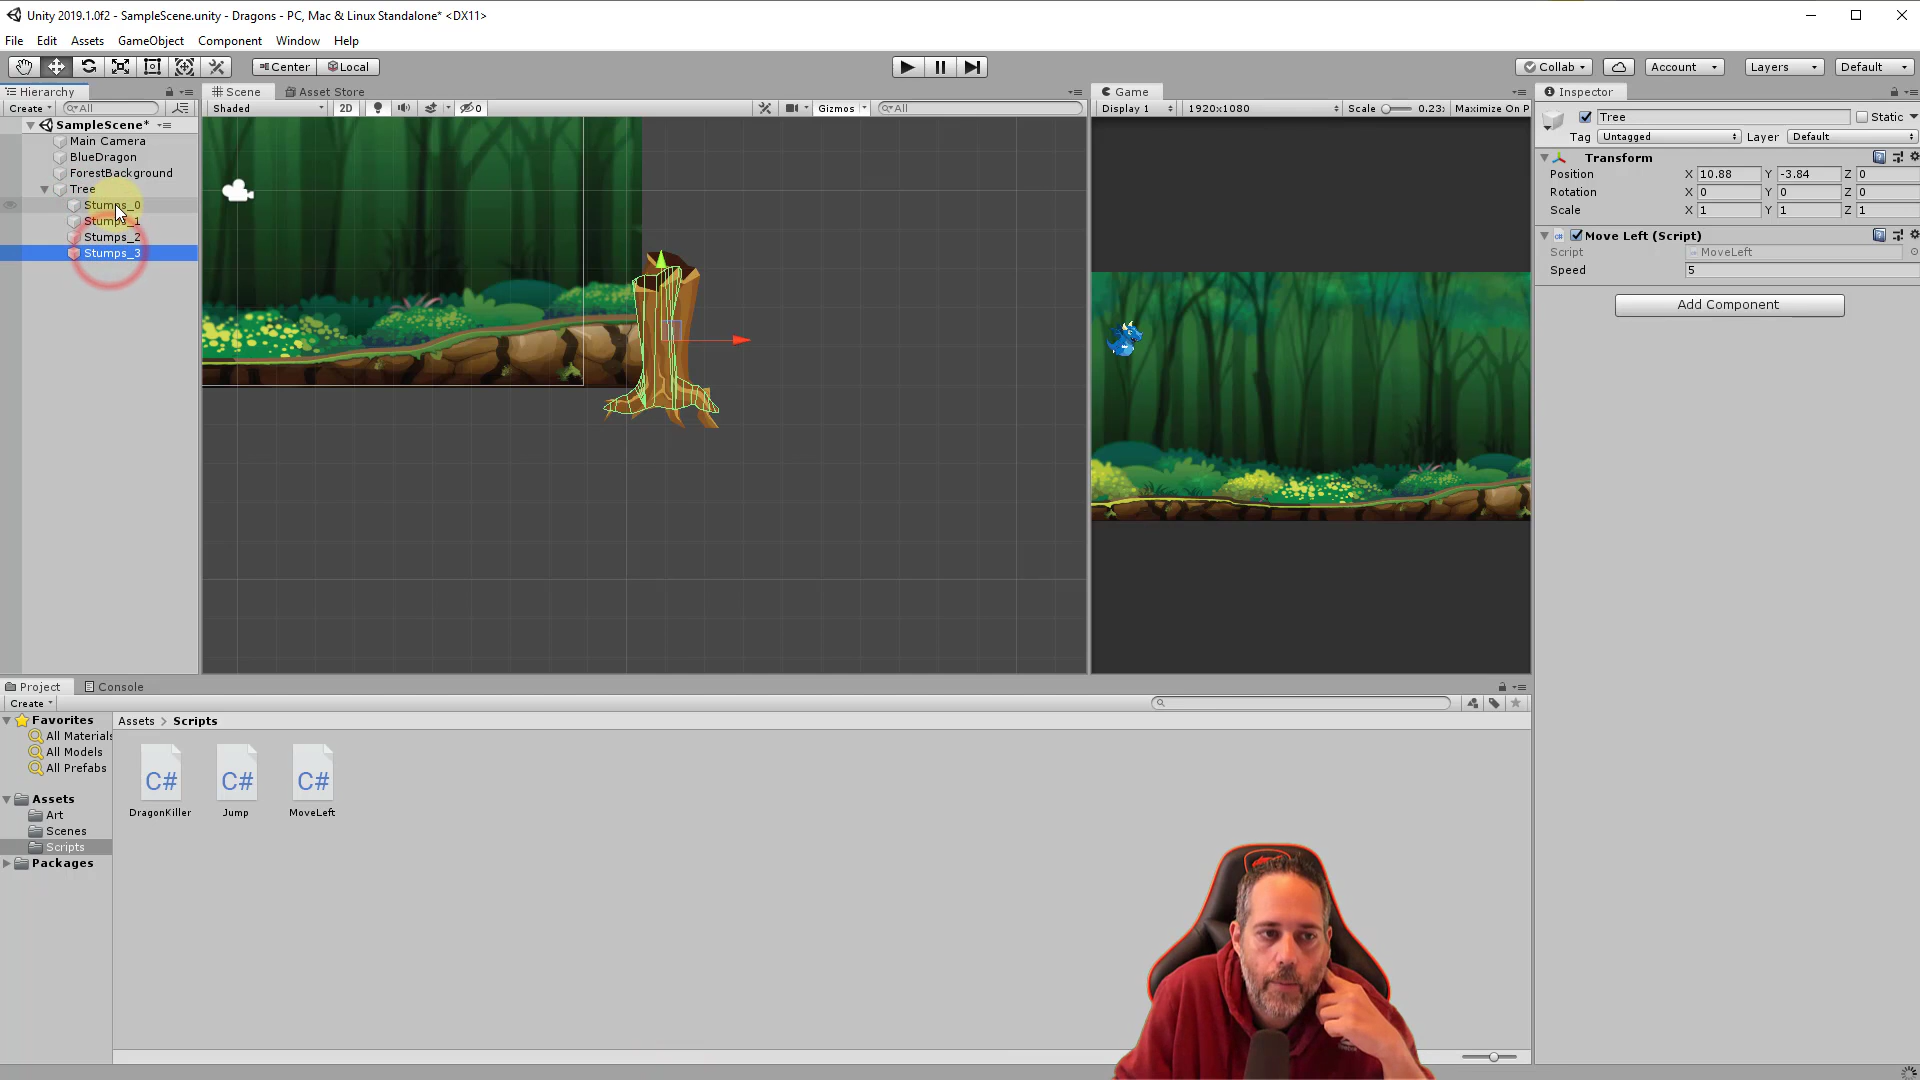 Unity 2019.1.0f2 - SampleScene.unity - Dragons - PC, Mac & Linux Standalone* <DX11>
File Edit Assets GameObject Component Window Help
Center Local Collab Account Layers Default
Hierarchy
Create All
SampleScene*
Main Camera
BlueDragon
ForestBackground
Tree
Stumps_0
Stumps_1
Stumps_2
Stumps_3
Scene Asset Store
Shaded 2D 0 Gizmos All
Game
Display 1 1920x1080 Scale 0.23: Maximize On P
Inspector
Tree Static
Tag Untagged Layer Default
Transform
Position X 10.88 Y -3.84 Z 0
Rotation X 0 Y 0 Z 0
Scale X 1 Y 1 Z 1
Move Left (Script)
Script MoveLeft
Speed 5
Add Component
Project Console
Create
Favorites
All Materials
All Models
All Prefabs
Assets
Art
Scenes
Scripts
Packages
Assets > Scripts
C# C# C#
DragonKiller Jump MoveLeft